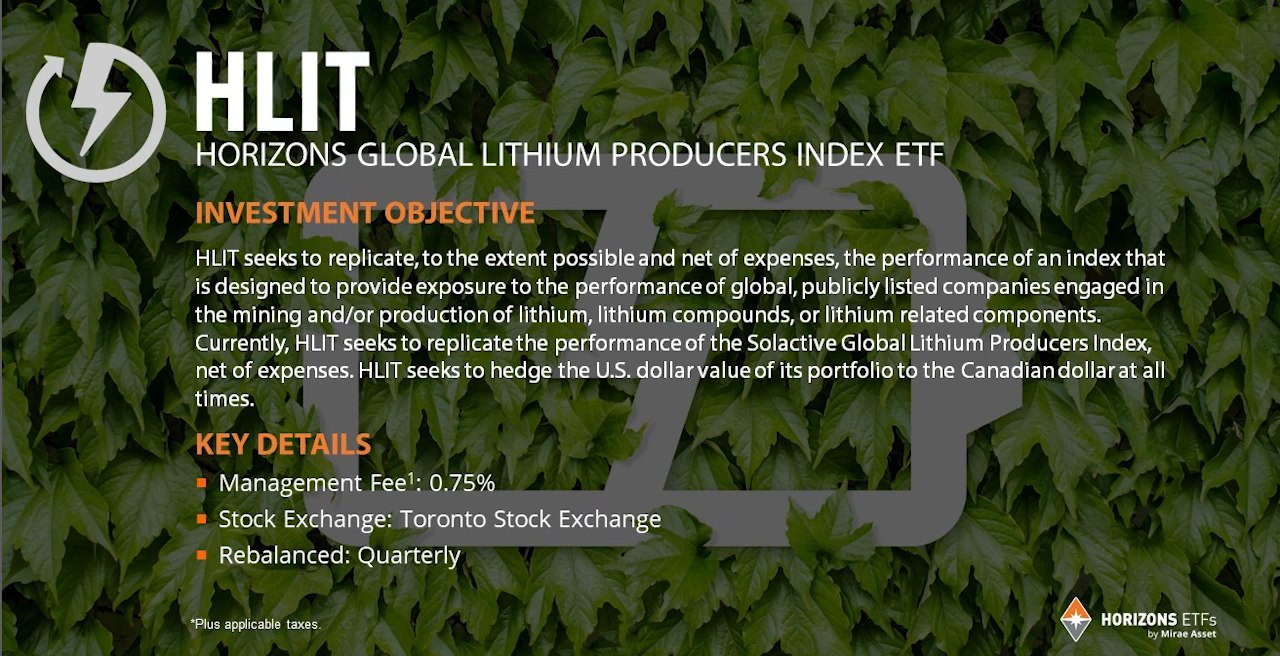 HLIT
HORIZONS GLOBAL LITHIUM PRODUCERS INDEX ETF
INVESTMENT OBJECTIVE
HLIT seeks to replicate, to the extent possible and net of expenses, the performance of an index that
is designed to provide exposure to the performance of global, publicly listed companies engaged in
the mining and/or production of lithium, lithium compounds, or lithium related components.
Currently, HLIT seeks to replicate the performance of the Solactive Global Lithium Producers Index,
net of expenses. HLIT seeks to hedge the U.S. dollar value of its portfolio to the Canadian dollar at all
times.
KEY DETAILS
▪ Management Fee¹: 0.75%
▪ Stock Exchange: Toronto Stock Exchange
▪ Rebalanced: Quarterly
*Plus applicable taxes.
HORIZONS ETFs
by Mirae Asset